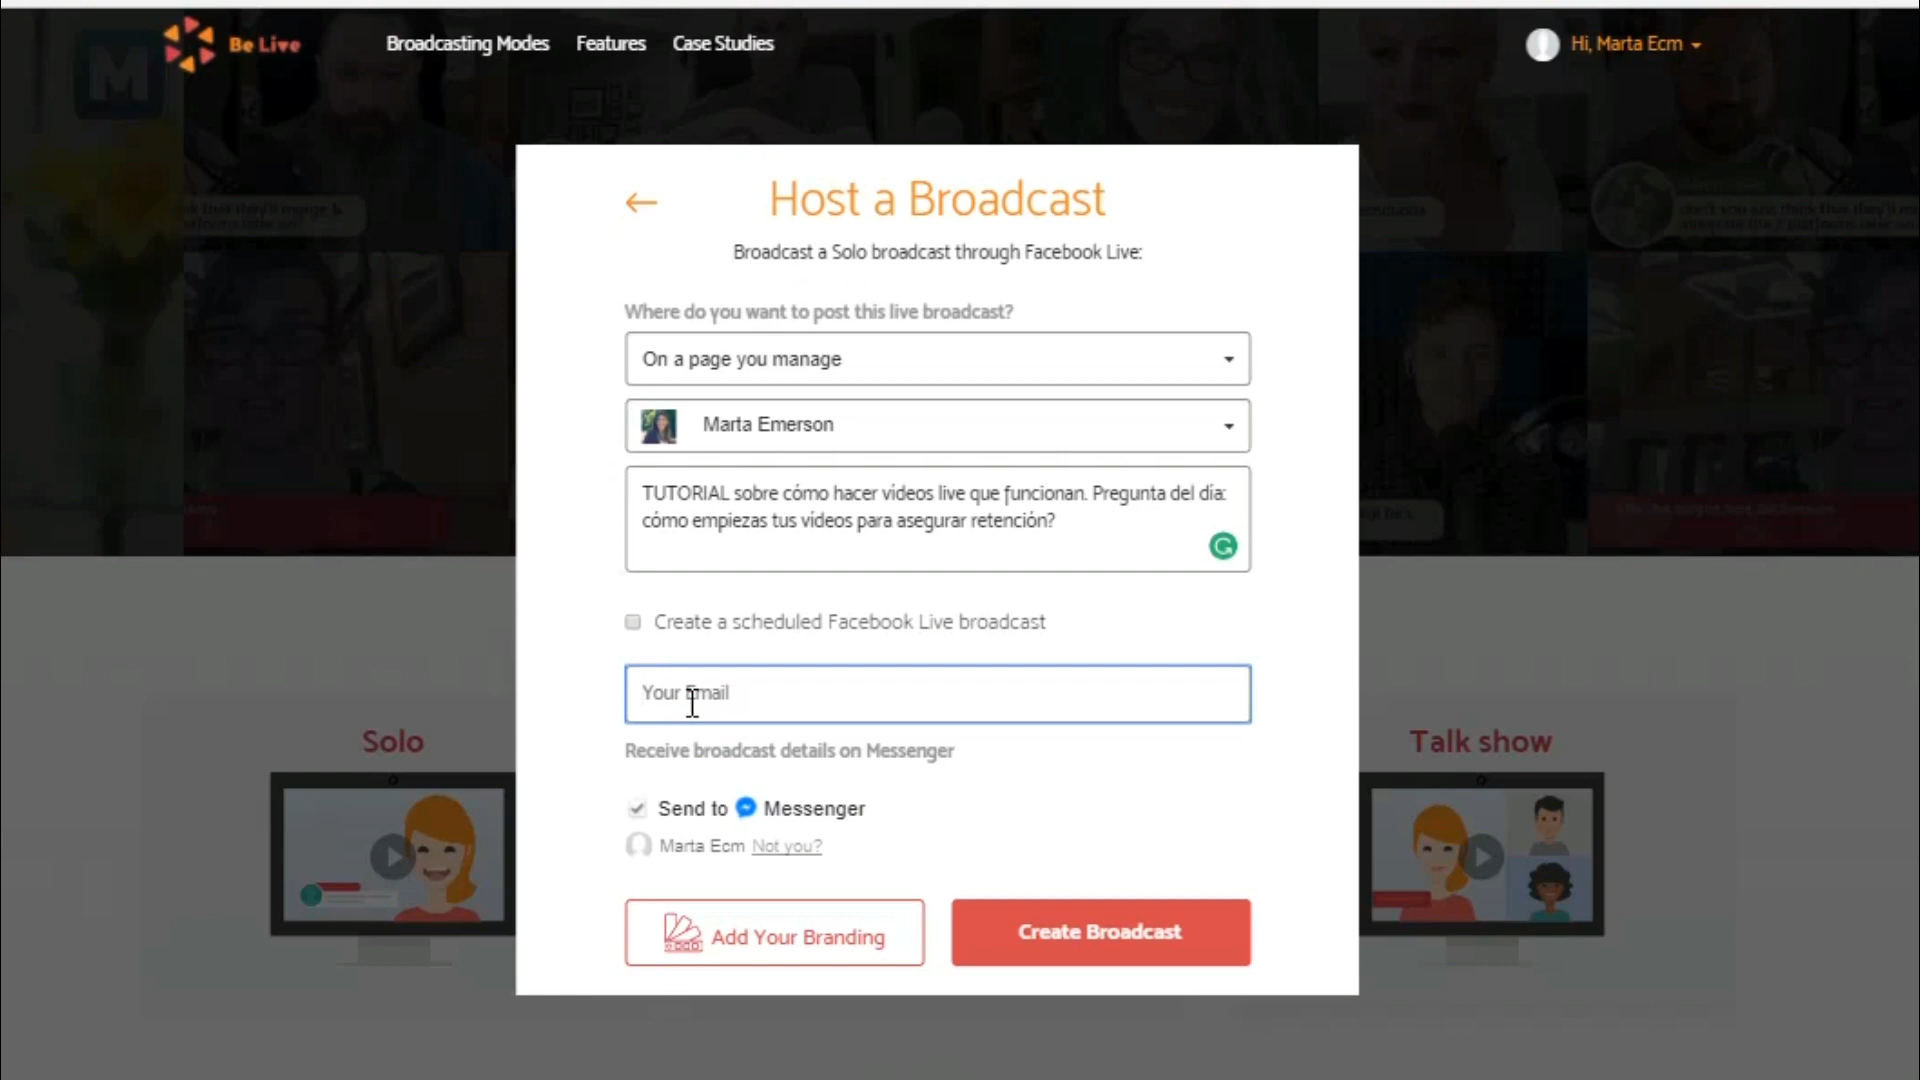 M
Be Live
Broadcasting Modes
Features
Case Studies
Hi, Marta Ecm
Host a Broadcast
Broadcast a Solo broadcast through Facebook Live:
Where do you want to post this live broadcast?
On a page you manage
Marta Emerson
TUTORIAL sobre cómo hacer vídeos live que funcionan. Pregunta del día:
cómo empiezas tus vídeos para asegurar retención?
Create a scheduled Facebook Live broadcast
Your Email
Receive broadcast details on Messenger
Send to Messenger
Marta Ecm Not you?
Add Your Branding
Create Broadcast
Solo
Talk show